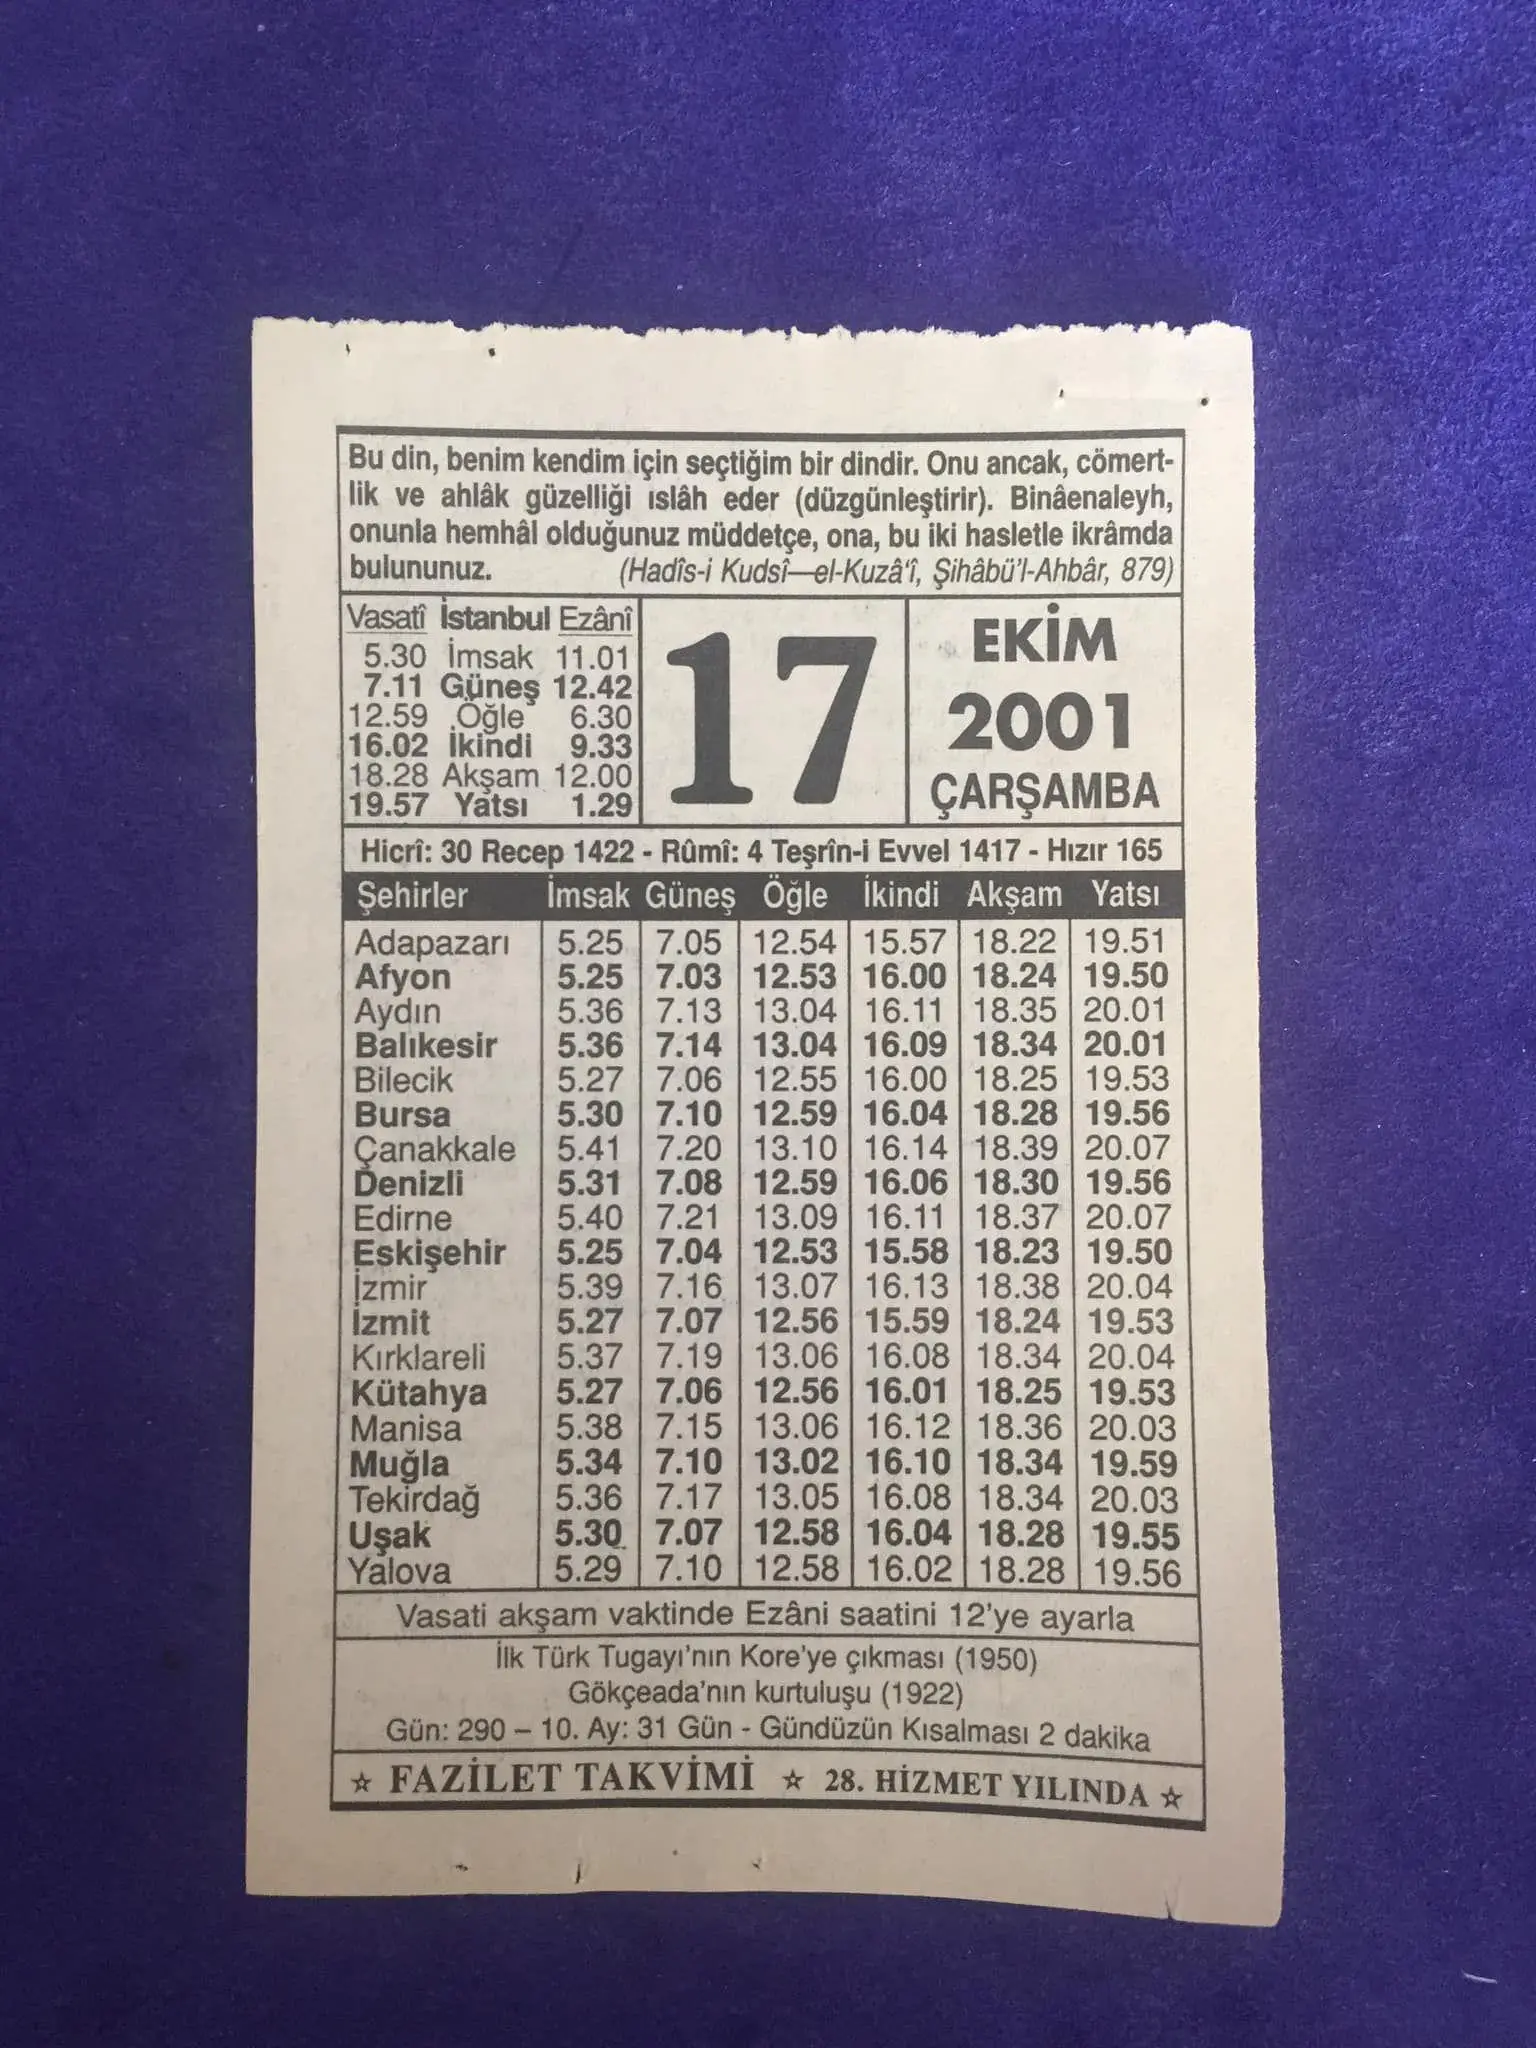 Bu din, benim kendim için seçtiğim bir dindir. Onu ancak, cömert-
lik ve ahlâk güzelliği ıslâh eder (düzgünleştirir). Binâenaleyh,
onunla hemhâl olduğunuz müddetçe, ona, bu iki hasletle ikrâmda
bulununuz. (Hadîs-i Kudsî—el-Kuzâ'î, Şihâbü'l-Ahbâr, 879)
Vasatî İstanbul Ezânî
5.30 İmsak 11.01
7.11 Güneş 12.42
12.59 Öğle 6.30
16.02 İkindi 9.33
18.28 Akşam 12.00
19.57 Yatsı 1.29
17
EKİM
2001
ÇARŞAMBA
Hicrî: 30 Recep 1422 - Rûmî: 4 Teşrîn-i Evvel 1417 - Hızır 165
Şehirler İmsak Güneş Öğle İkindi Akşam Yatsı
Adapazarı 5.25 7.05 12.54 15.57 18.22 19.51
Afyon 5.25 7.03 12.53 16.00 18.24 19.50
Aydın 5.36 7.13 13.04 16.11 18.35 20.01
Balıkesir 5.36 7.14 13.04 16.09 18.34 20.01
Bilecik 5.27 7.06 12.55 16.00 18.25 19.53
Bursa 5.30 7.10 12.59 16.04 18.28 19.56
Çanakkale 5.41 7.20 13.10 16.14 18.39 20.07
Denizli 5.31 7.08 12.59 16.06 18.30 19.56
Edirne 5.40 7.21 13.09 16.11 18.37 20.07
Eskişehir 5.25 7.04 12.53 15.58 18.23 19.50
İzmir 5.39 7.16 13.07 16.13 18.38 20.04
İzmit 5.27 7.07 12.56 15.59 18.24 19.53
Kırklareli 5.37 7.19 13.06 16.08 18.34 20.04
Kütahya 5.27 7.06 12.56 16.01 18.25 19.53
Manisa 5.38 7.15 13.06 16.12 18.36 20.03
Muğla 5.34 7.10 13.02 16.10 18.34 19.59
Tekirdağ 5.36 7.17 13.05 16.08 18.34 20.03
Uşak 5.30 7.07 12.58 16.04 18.28 19.55
Yalova 5.29 7.10 12.58 16.02 18.28 19.56
Vasati akşam vaktinde Ezâni saatini 12'ye ayarla
İlk Türk Tugayı'nın Kore'ye çıkması (1950)
Gökçeada'nın kurtuluşu (1922)
Gün: 290 – 10. Ay: 31 Gün - Gündüzün Kısalması 2 dakika
☆ FAZİLET TAKVİMİ ☆ 28. HİZMET YILINDA ☆